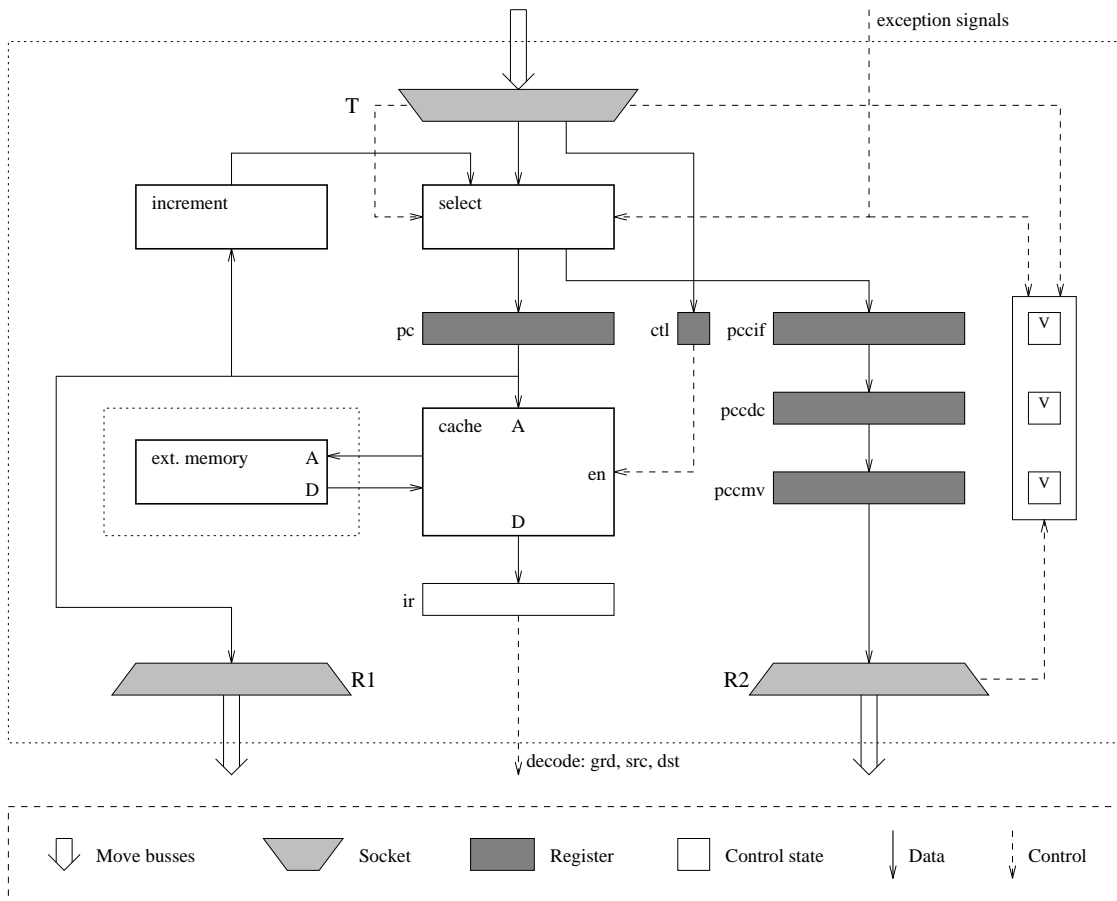 exception signals
T
increment
select
pc
ctl
pccif
V
cache
A
pccdc
V
ext. memory
A
en
D
pccmv
V
D
ir
R1
R2
decode: grd, src, dst
Move busses
Socket
Register
Control state
Data
Control